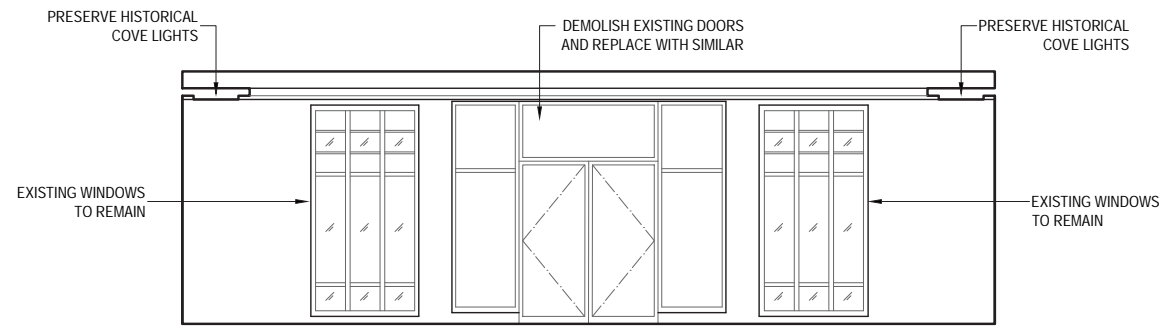 PRESERVE HISTORICAL
COVE LIGHTS
DEMOLISH EXISTING DOORS
AND REPLACE WITH SIMILAR
PRESERVE HISTORICAL
COVE LIGHTS
EXISTING WINDOWS
TO REMAIN
EXISTING WINDOWS
TO REMAIN